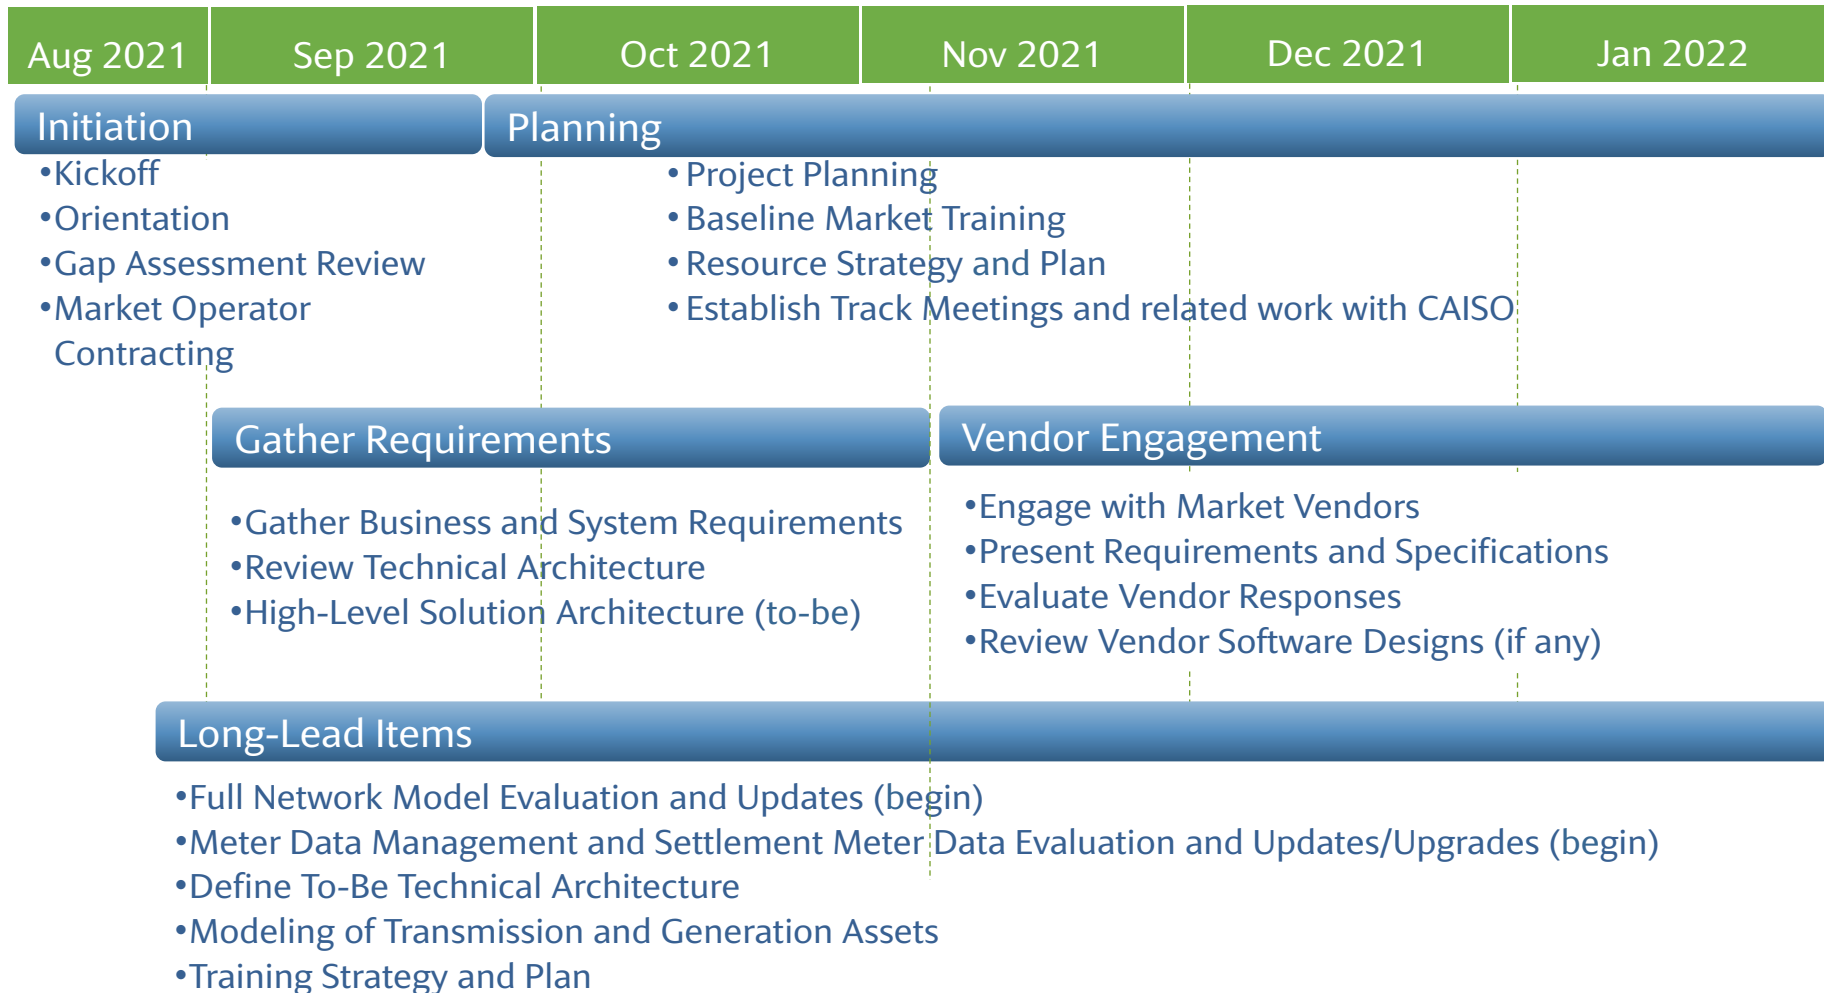 Aug 2021 Sep 2021 Oct 2021 Nov 2021 Dec 2021 Jan 2022
Initiation
•Kickoff
•Orientation
•Gap Assessment Review
•Market Operator
Contracting
Planning
• Project Planning
• Baseline Market Training
• Resource Strategy and Plan
• Establish Track Meetings and related work with CAISO
Gather Requirements
•Gather Business and System Requirements
•Review Technical Architecture
•High-Level Solution Architecture (to-be)
Vendor Engagement
•Engage with Market Vendors
•Present Requirements and Specifications
•Evaluate Vendor Responses
•Review Vendor Software Designs (if any)
Long-Lead Items
•Full Network Model Evaluation and Updates (begin)
•Meter Data Management and Settlement Meter Data Evaluation and Updates/Upgrades (begin)
•Define To-Be Technical Architecture
•Modeling of Transmission and Generation Assets
•Training Strategy and Plan